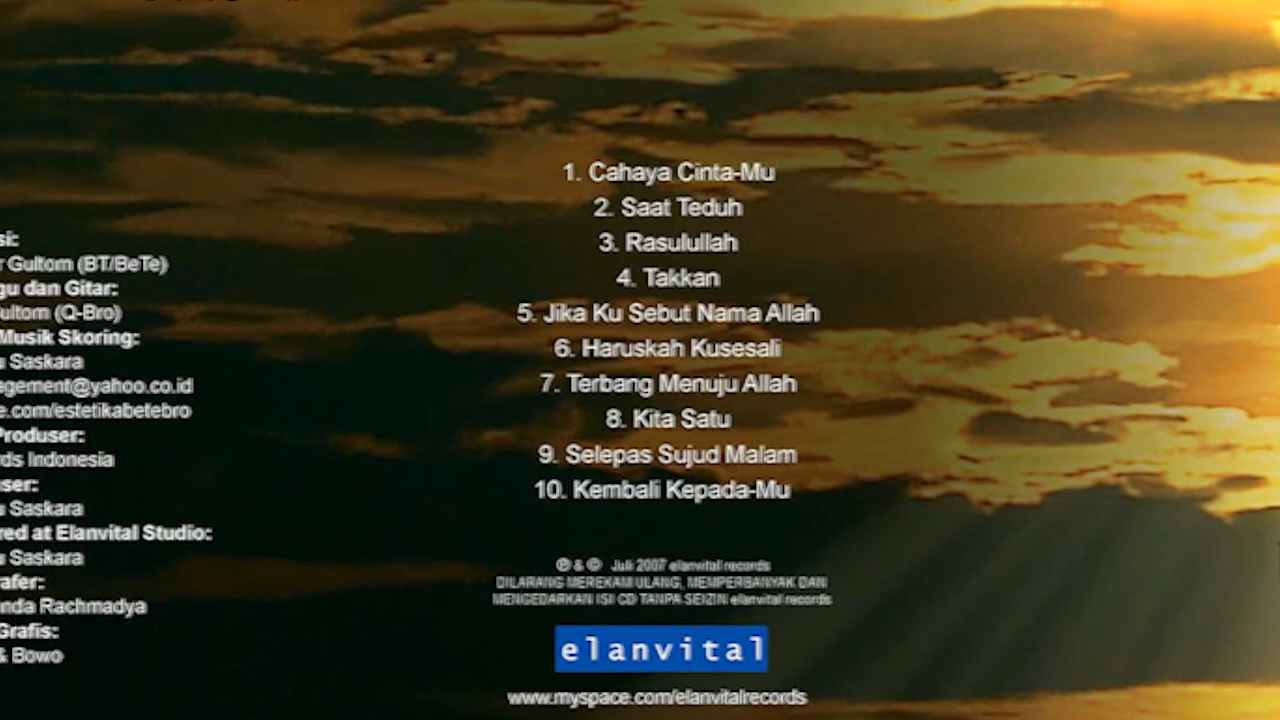 si:
r Gultom (BT/BeTe)
gu dan Gitar:
ultom (Q-Bro)
Musik Skoring:
u Saskara
agement@yahoo.co.id
e.com/estetikabetebro
Produser:
rds Indonesia
user:
u Saskara
red at Elanvital Studio:
u Saskara
rafer:
nda Rachmadya
Grafis:
& Bowo
1. Cahaya Cinta-Mu
2. Saat Teduh
3. Rasulullah
4. Takkan
5. Jika Ku Sebut Nama Allah
6. Haruskah Kusesali
7. Terbang Menuju Allah
8. Kita Satu
9. Selepas Sujud Malam
10. Kembali Kepada-Mu
℗ & © Juli 2007 elanvital records
DILARANG MEREKAM ULANG, MEMPERBANYAK DAN
MENGEDARKAN ISI CD TANPA SEIZIN elanvital records
elanvital
www.myspace.com/elanvitalrecords